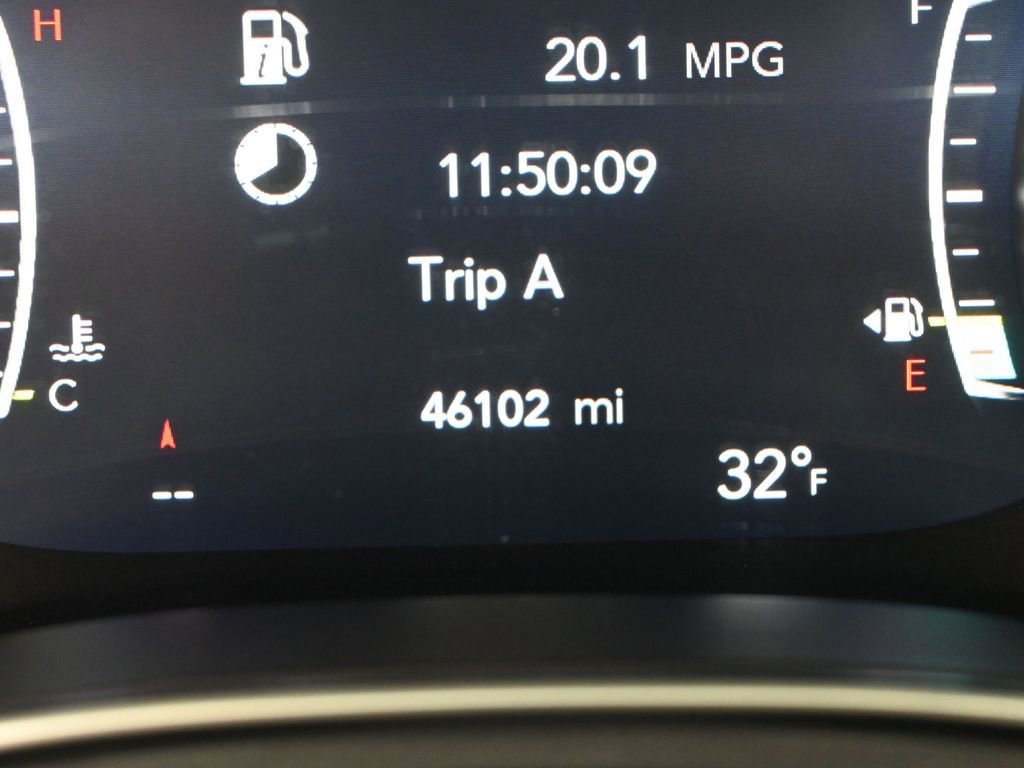 H
F
20.1 MPG
11:50:09
Trip A
E
C
46102 mi
32°F
--